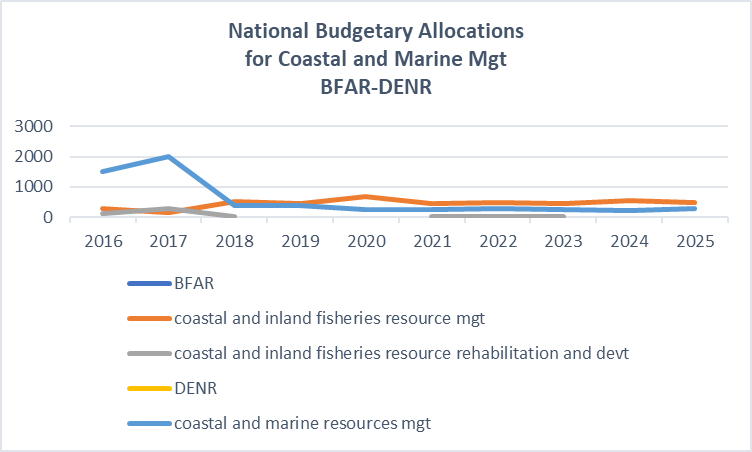 National Budgetary Allocations
for Coastal and Marine Mgt
BFAR-DENR
3000
2000
1000
0
2016 2017 2018 2019 2020 2021 2022 2023 2024 2025
BFAR
coastal and inland fisheries resource mgt
coastal and inland fisheries resource rehabilitation and devt
DENR
coastal and marine resources mgt